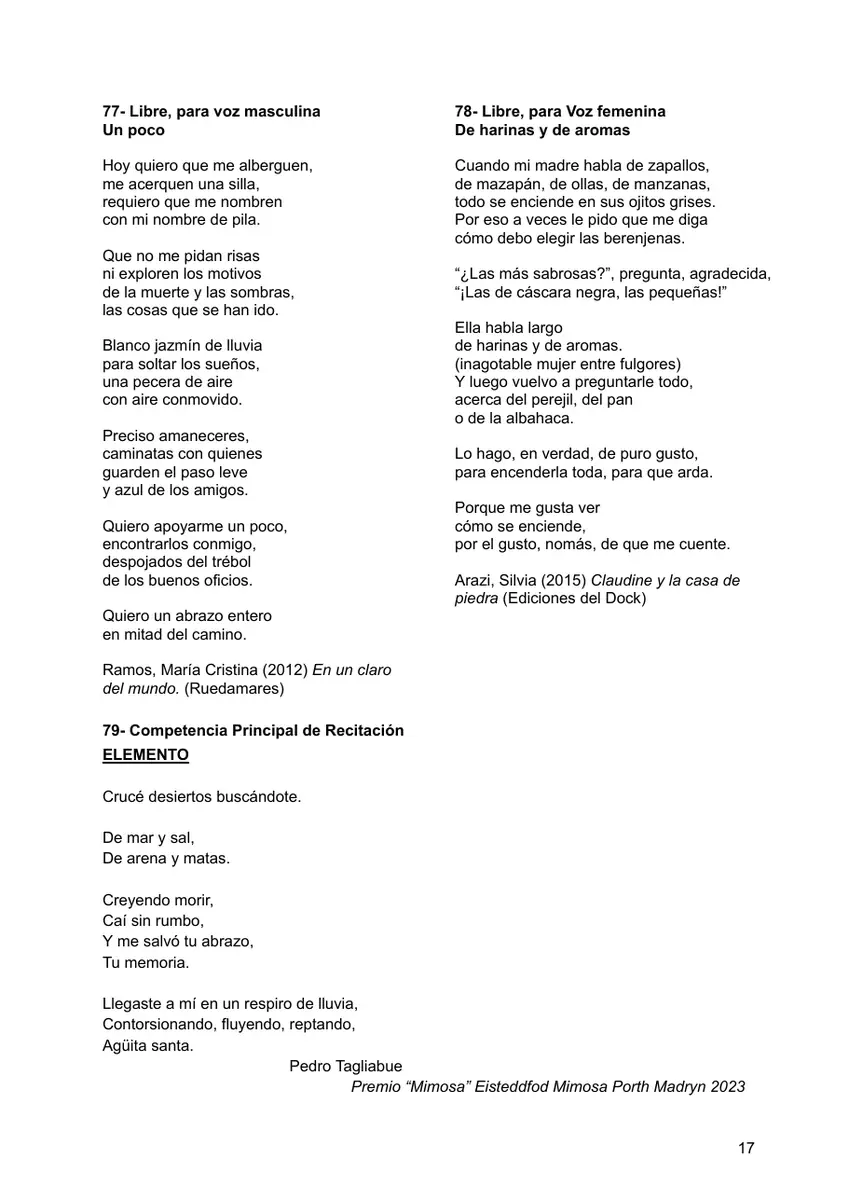 77- Libre, para voz masculina
Un poco
Hoy quiero que me alberguen,
me acerquen una silla,
requiero que me nombren
con mi nombre de pila.
Que no me pidan risas
ni exploren los motivos
de la muerte y las sombras,
las cosas que se han ido.
Blanco jazmín de lluvia
para soltar los sueños,
una pecera de aire
con aire conmovido.
Preciso amaneceres,
caminatas con quienes
guarden el paso leve
y azul de los amigos.
Quiero apoyarme un poco,
encontrarlos conmigo,
despojados del trébol
de los buenos oficios.
Quiero un abrazo entero
en mitad del camino.
Ramos, María Cristina (2012) En un claro
del mundo. (Ruedamares)
78- Libre, para Voz femenina
De harinas y de aromas
Cuando mi madre habla de zapallos,
de mazapán, de ollas, de manzanas,
todo se enciende en sus ojitos grises.
Por eso a veces le pido que me diga
cómo debo elegir las berenjenas.
“¿Las más sabrosas?”, pregunta, agradecida,
“¡Las de cáscara negra, las pequeñas!”
Ella habla largo
de harinas y de aromas.
(inagotable mujer entre fulgores)
Y luego vuelvo a preguntarle todo,
acerca del perejil, del pan
o de la albahaca.
Lo hago, en verdad, de puro gusto,
para encenderla toda, para que arda.
Porque me gusta ver
cómo se enciende,
por el gusto, nomás, de que me cuente.
Arazi, Silvia (2015) Claudine y la casa de
piedra (Ediciones del Dock)
79- Competencia Principal de Recitación
ELEMENTO
Crucé desiertos buscándote.
De mar y sal,
De arena y matas.
Creyendo morir,
Caí sin rumbo,
Y me salvó tu abrazo,
Tu memoria.
Llegaste a mí en un respiro de lluvia,
Contorsionando, fluyendo, reptando,
Agüita santa.
Pedro Tagliabue
Premio “Mimosa” Eisteddfod Mimosa Porth Madryn 2023
17